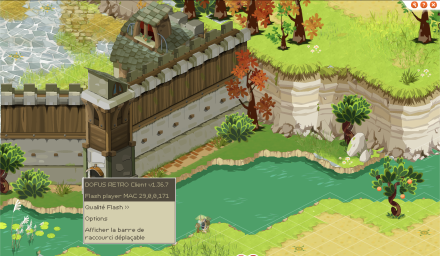 DOFUS RETRO Client v1.36.7
Flash player MAC 29,0,0,171
Qualité Flash >>
Options
Afficher la barre de
raccourci déplaçable